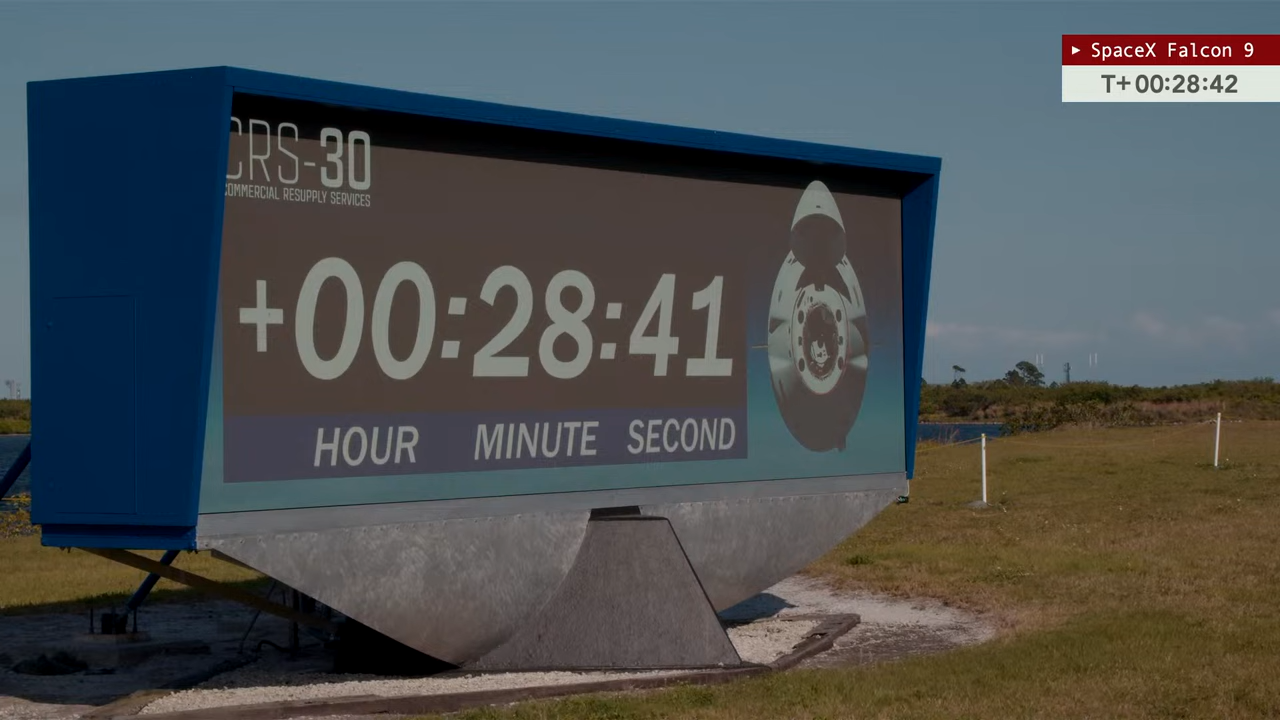 ▶ SpaceX Falcon 9
T+00:28:42
CRS-30
COMMERCIAL RESUPPLY SERVICES
+00:28:41
HOUR MINUTE SECOND